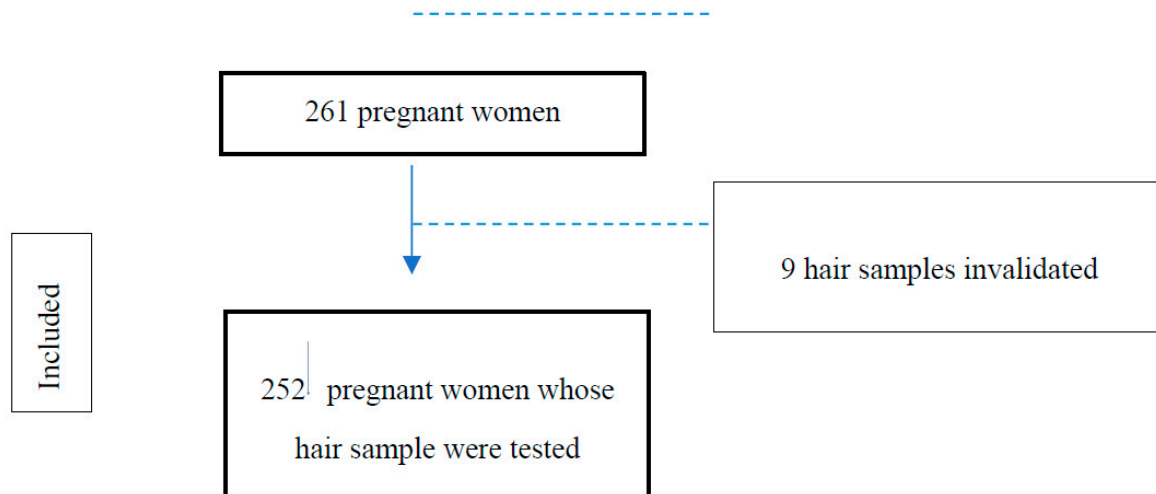 261 pregnant women
9 hair samples invalidated
Included
252 pregnant women whose
hair sample were tested